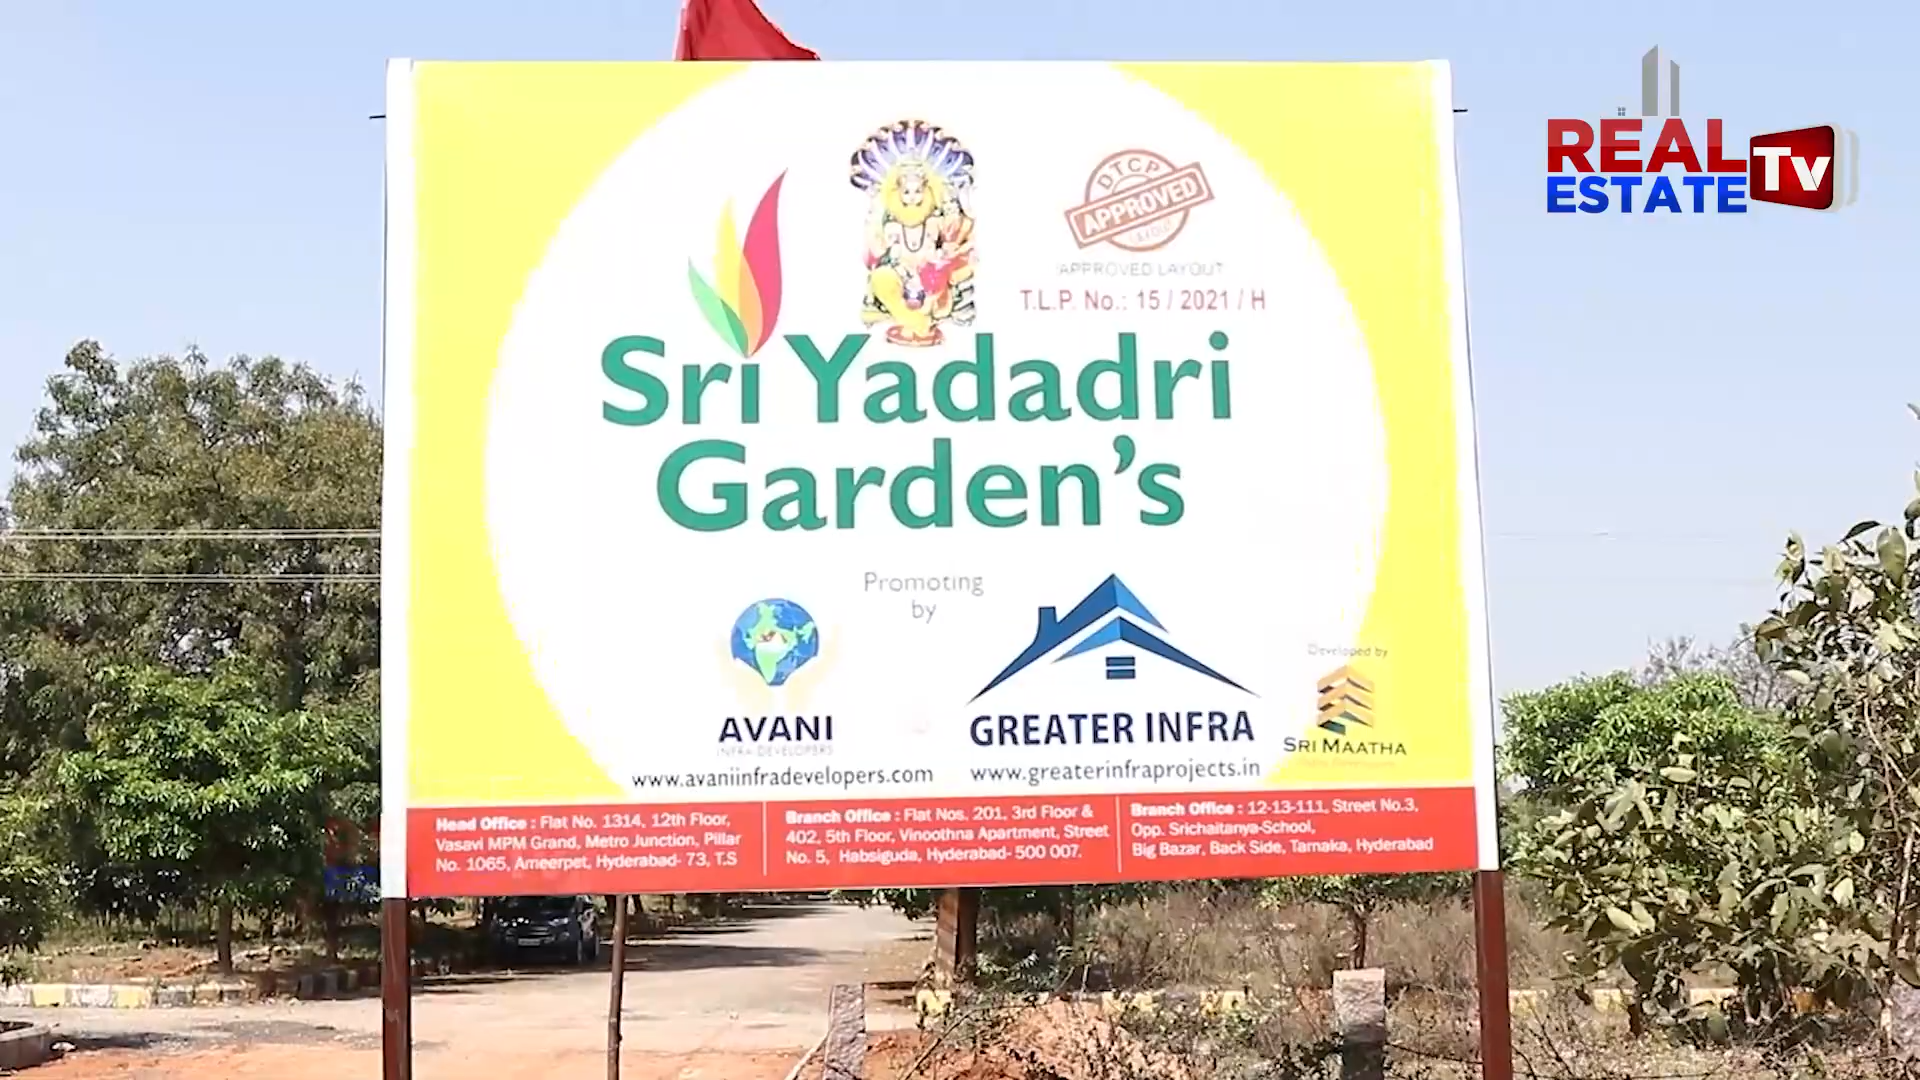 REAL
ESTATE
Tv
DTCP
APPROVED
APPROVED LAYOUT
T.L.P. No.: 15 / 2021 / H
Sri Yadadri
Garden's
Promoting
by
AVANI
INFRA DEVELOPERS
www.avaniinfradevelopers.com
GREATER INFRA
www.greaterinfraprojects.in
Developed by
SRI MAATHA
Head Office : Flat No. 1314, 12th Floor,
Vasavi MPM Grand, Metro Junction, Pillar
No. 1065, Ameerpet, Hyderabad- 73, T.S
Branch Office : Flat Nos. 201, 3rd Floor &
402, 5th Floor, Vinoothna Apartment, Street
No. 5, Habsiguda, Hyderabad- 500 007.
Branch Office : 12-13-111, Street No.3,
Opp. Srichaitanya-School,
Big Bazar, Back Side, Tarnaka, Hyderabad